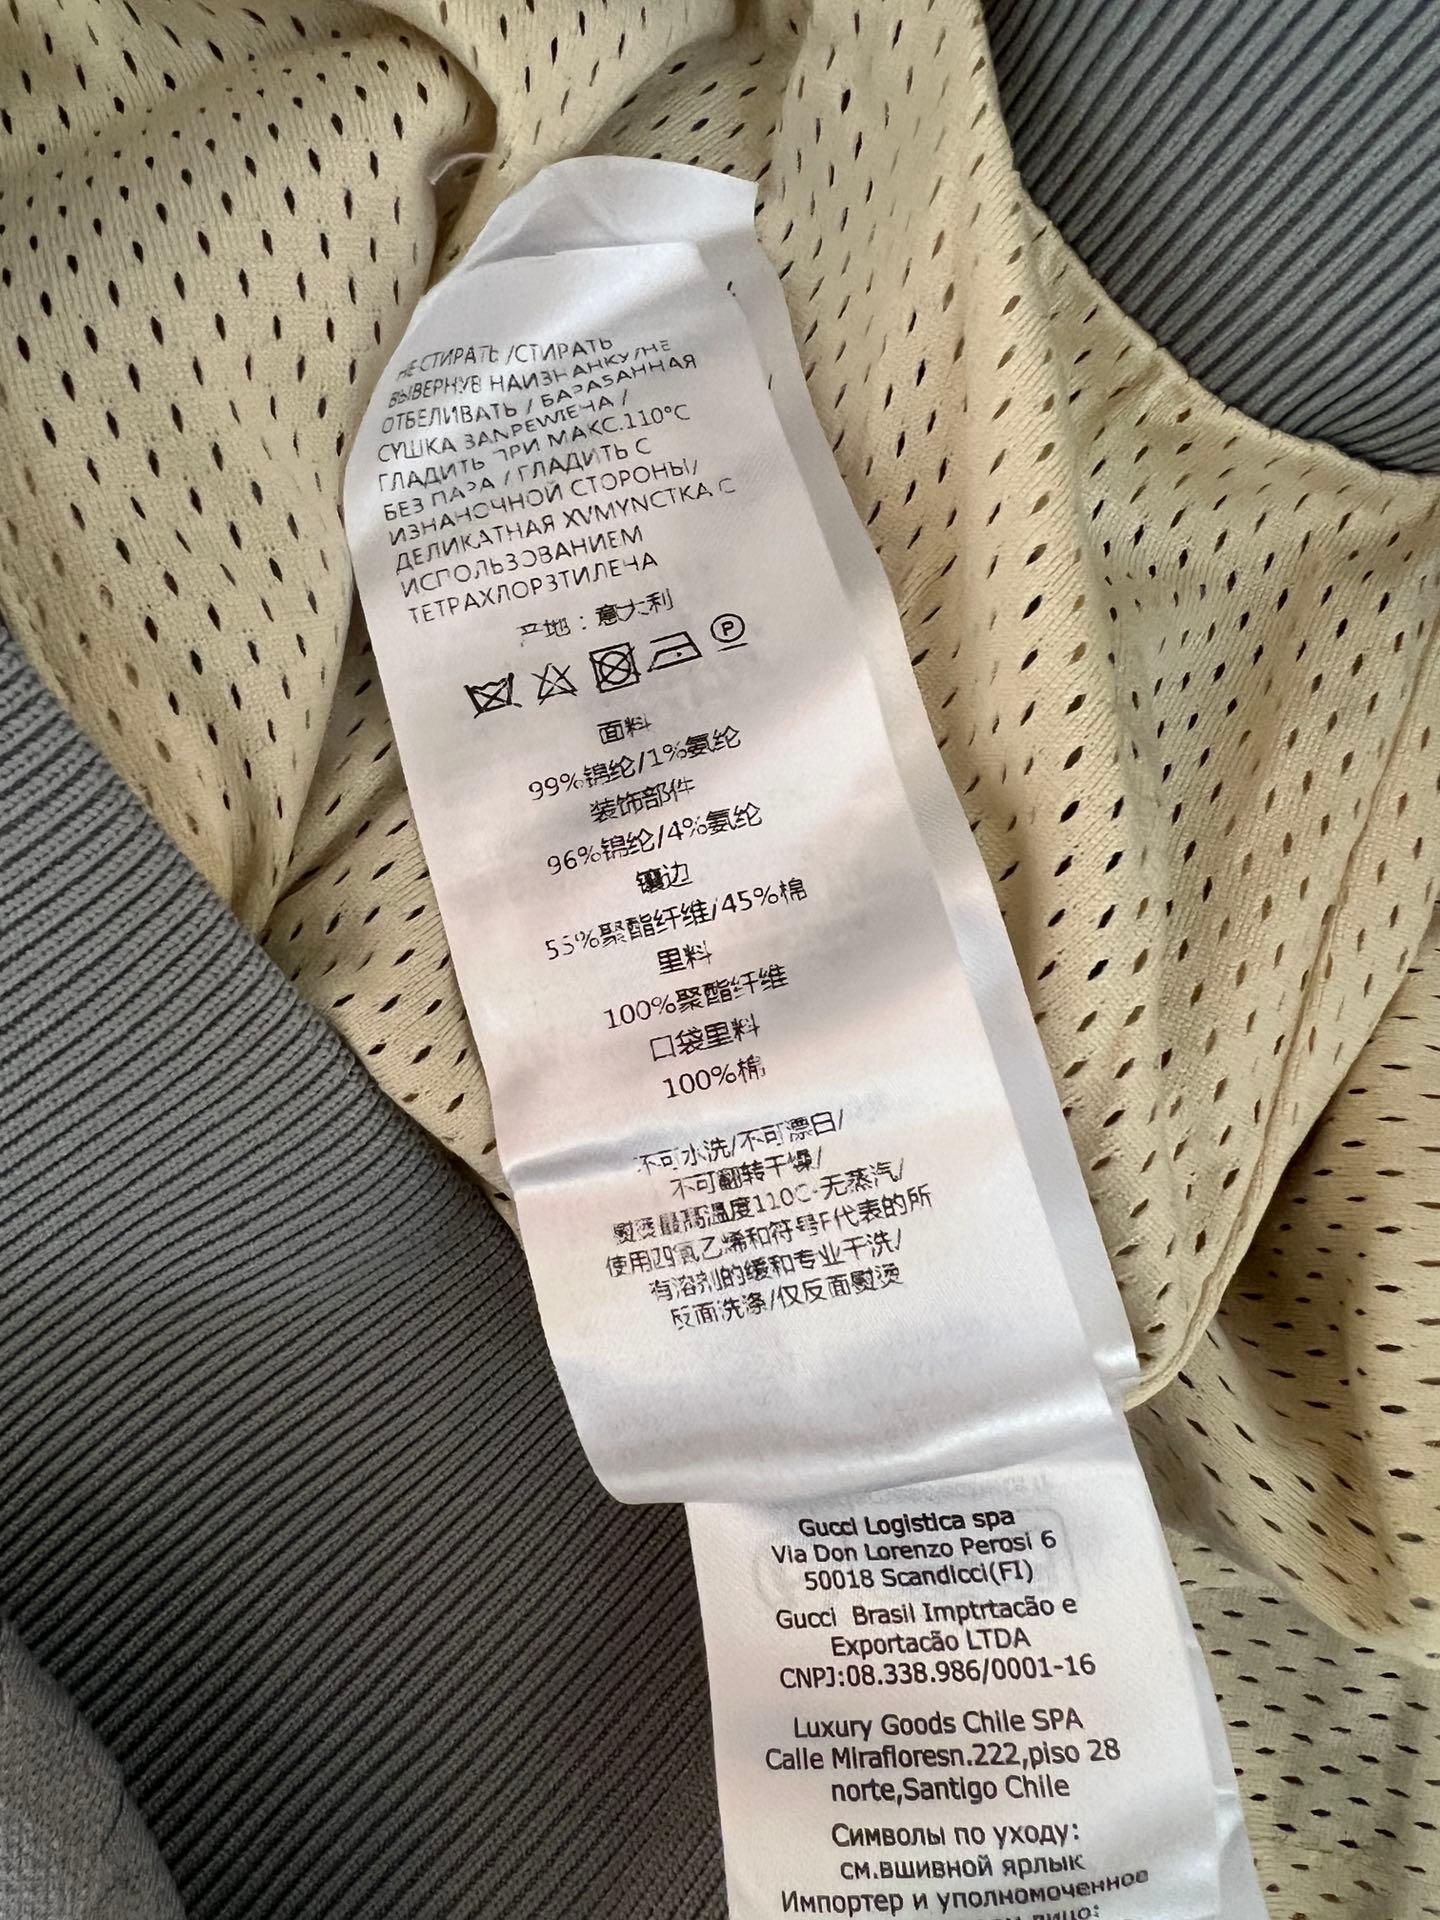 НЕ СТИРАТЬ /СТИРАТЬ
ВЫВЕРНУВ НАИЗНАНКУ/НЕ
ОТБЕЛИВАТЬ / БАРАБАННАЯ
СУШКА ЗАПРЕWIЕНА /
ГЛАДИТЬ ПРИ МАКС.110°C
БЕЗ ПАРА / ГЛАДИТЬ С
ИЗНАНОЧНОЙ СТОРОНЫ/
ДЕЛИКАТНАЯ XVMYNCTKA C
ИСПОЛЬЗОВАНИЕМ
ТЕТРАХЛОРЗТИЛЕНА
产地：意大利
P
面料
99%锦纶/1%氨纶
装饰部件
96%锦纶/4%氨纶
镶边
55%聚酯纤维/45%棉
里料
100%聚酯纤维
口袋里料
100%棉
不可水洗/不可漂白/
不可翻转干燥/
熨烫最高温度110C·无蒸汽/
使用四氯乙烯和符号F代表的所
有溶剂的缓和专业干洗/
反面洗涤/仅反面熨烫
Gucci Logistica spa
Via Don Lorenzo Perosi 6
50018 Scandicci(FI)
Gucci Brasil Imptrtacão e
Exportacão LTDA
CNPJ:08.338.986/0001-16
Luxury Goods Chile SPA
Calle Mirafloresn.222,piso 28
norte,Santigo Chile
Символы по уходу:
см.вшивной ярлык
Импортер и уполномоченное
лицо: